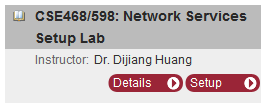 CSE468/598: Network Services
Setup Lab
Instructor: Dr. Dijiang Huang
Details Setup